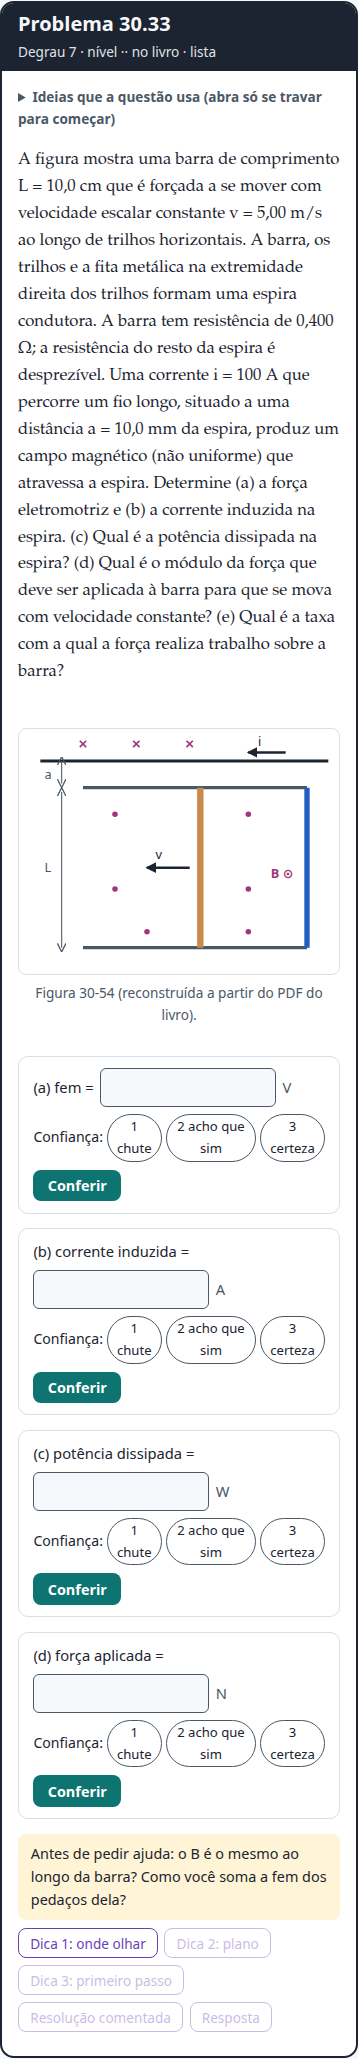 Problema 30.33
Degrau 7 · nível ·· no livro · lista
▶ Ideias que a questão usa (abra só se travar
para começar)
A figura mostra uma barra de comprimento
L = 10,0 cm que é forçada a se mover com
velocidade escalar constante v = 5,00 m/s
ao longo de trilhos horizontais. A barra, os
trilhos e a fita metálica na extremidade
direita dos trilhos formam uma espira
condutora. A barra tem resistência de 0,400
Ω; a resistência do resto da espira é
desprezível. Uma corrente i = 100 A que
percorre um fio longo, situado a uma
distância a = 10,0 mm da espira, produz um
campo magnético (não uniforme) que
atravessa a espira. Determine (a) a força
eletromotriz e (b) a corrente induzida na
espira. (c) Qual é a potência dissipada na
espira? (d) Qual é o módulo da força que
deve ser aplicada à barra para que se mova
com velocidade constante? (e) Qual é a taxa
com a qual a força realiza trabalho sobre a
barra?
i
a
v
L
B ⊙
Figura 30-54 (reconstruída a partir do PDF do
livro).
(a) fem = V
Confiança: 1 chute 2 acho que sim 3 certeza
Conferir
(b) corrente induzida =
A
Confiança: 1 chute 2 acho que sim 3 certeza
Conferir
(c) potência dissipada =
W
Confiança: 1 chute 2 acho que sim 3 certeza
Conferir
(d) força aplicada =
N
Confiança: 1 chute 2 acho que sim 3 certeza
Conferir
Antes de pedir ajuda: o B é o mesmo ao
longo da barra? Como você soma a fem dos
pedaços dela?
Dica 1: onde olhar Dica 2: plano
Dica 3: primeiro passo
Resolução comentada Resposta